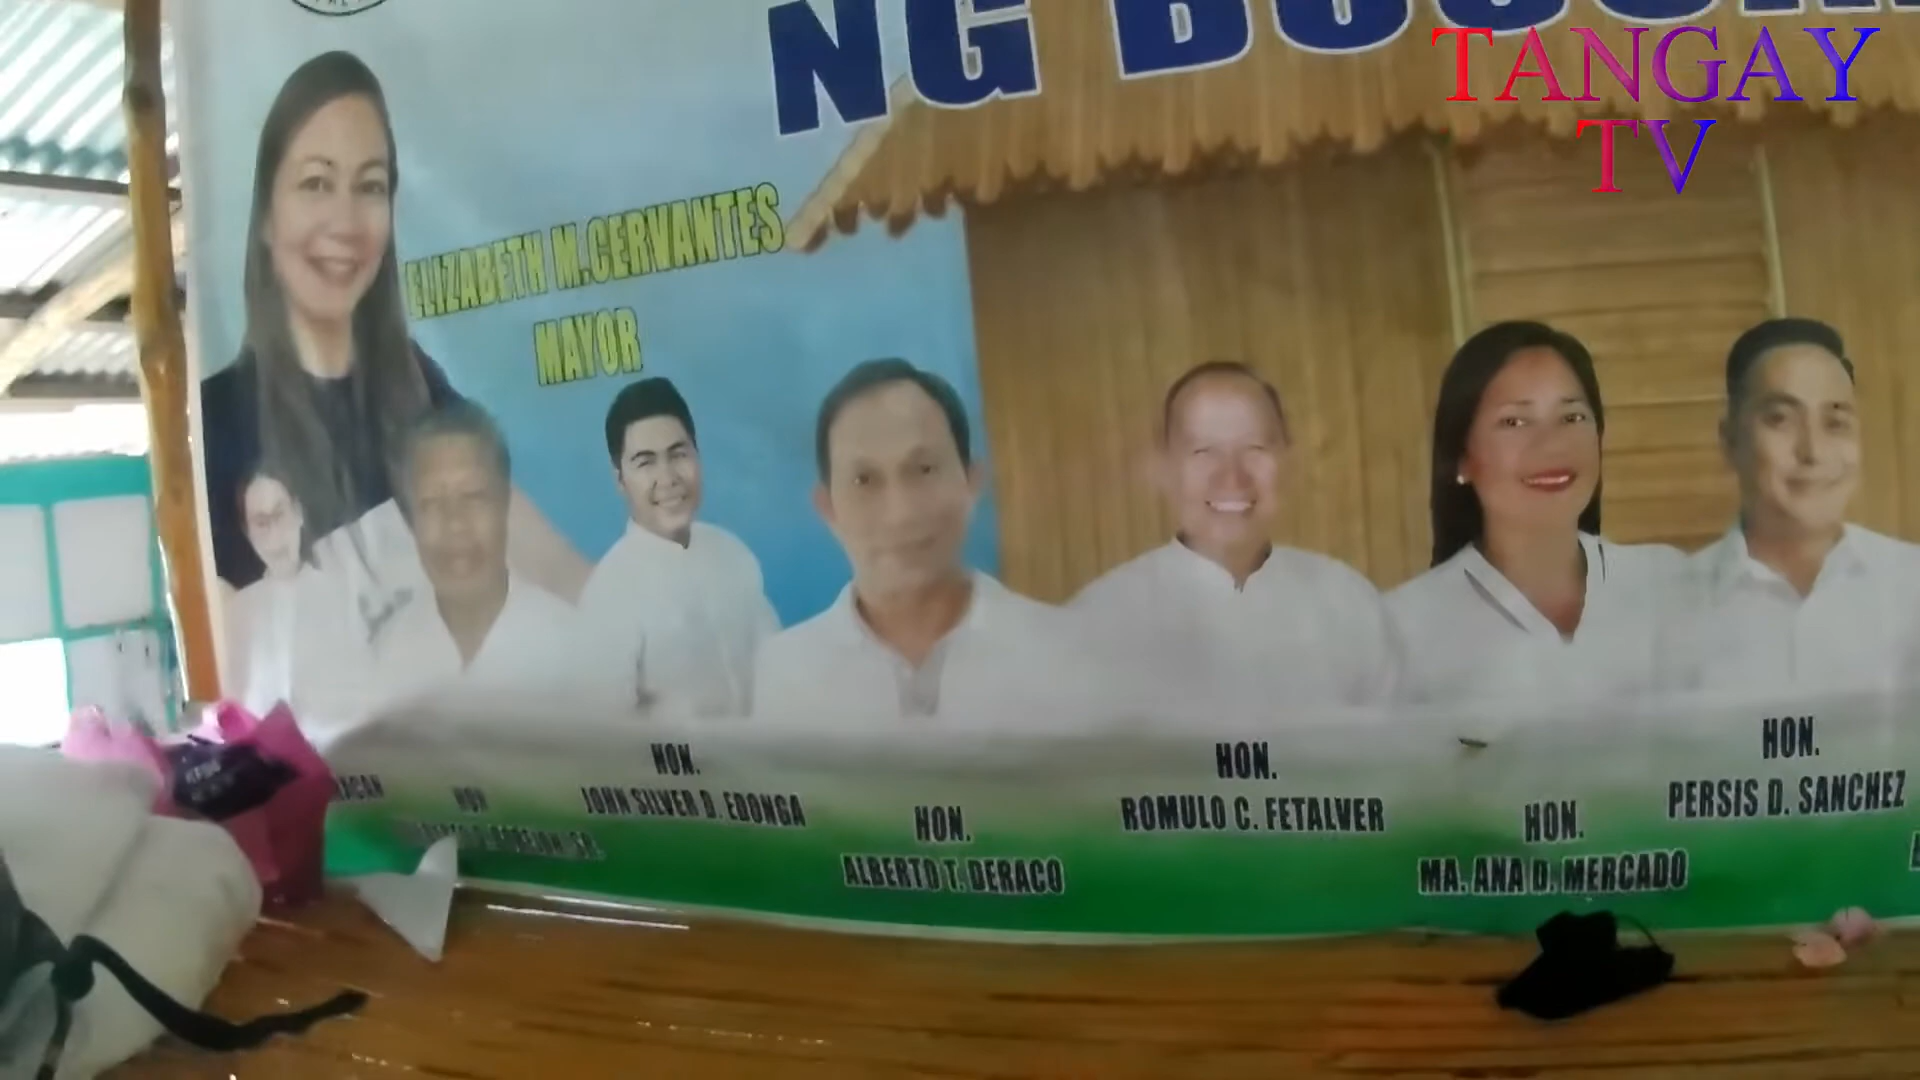 TANGAY
TV
NG
ELIZABETH M. CERVANTES
MAYOR
HON.
JOHN SILVER D. EDONGA
HON.
ALBERTO T. DERACO
HON.
ROMULO C. FETALVER
HON.
MA. ANA D. MERCADO
HON.
PERSIS D. SANCHEZ
HON